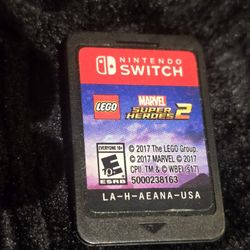 NINTENDO
SWITCH
LEGO MARVEL
SUPER
HEROES 2
EVERYONE 10+
E
10+
ESRB
© 2017 The LEGO Group.
© 2017 MARVEL © 2017
CPII. TM & © WBEI (S17)
5000238163
LA-H-AEANA-USA